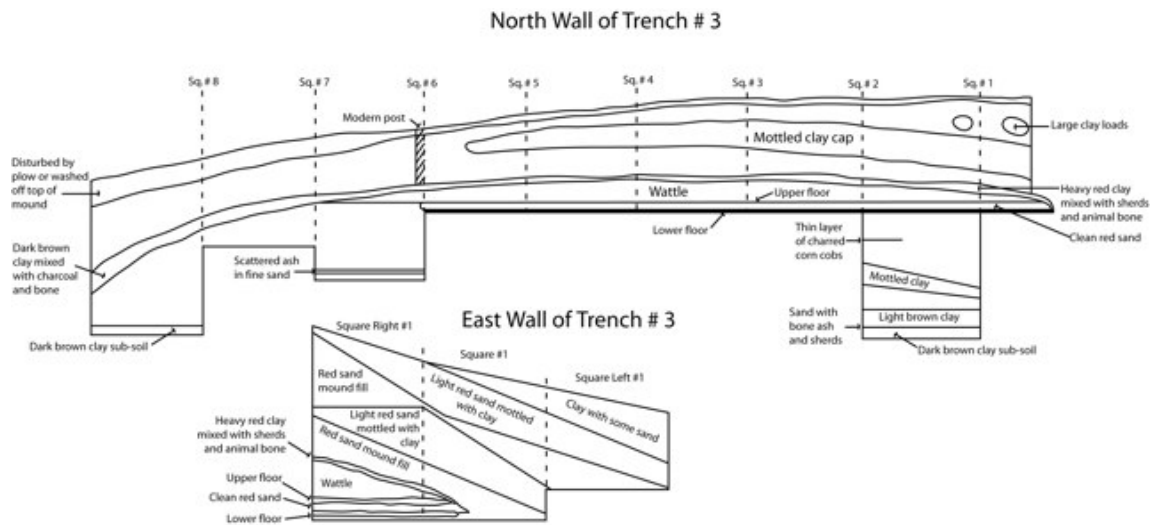 North Wall of Trench # 3
Sq. # 8
Sq. # 7
Sq. # 6
Sq. # 5
Sq. # 4
Sq. # 3
Sq. # 2
Sq. # 1
Modern post
Mottled clay cap
Large clay loads
Disturbed by
plow or washed
off top of
mound
Wattle
Upper floor
Heavy red clay
mixed with sherds
and animal bone
Lower floor
Clean red sand
Dark brown
clay mixed
with charcoal
and bone
Scattered ash
in fine sand
Thin layer
of charred
corn cobs
Mottled clay
Sand with
bone ash
and sherds
Light brown clay
Dark brown clay sub-soil
Dark brown clay sub-soil
East Wall of Trench # 3
Square Right #1
Square #1
Square Left #1
Red sand
mound fill
Light red sand mottled
with clay
Clay with some sand
Light red sand
mottled with
clay
Red sand mound fill
Heavy red clay
mixed with sherds
and animal bone
Wattle
Upper floor
Clean red sand
Lower floor